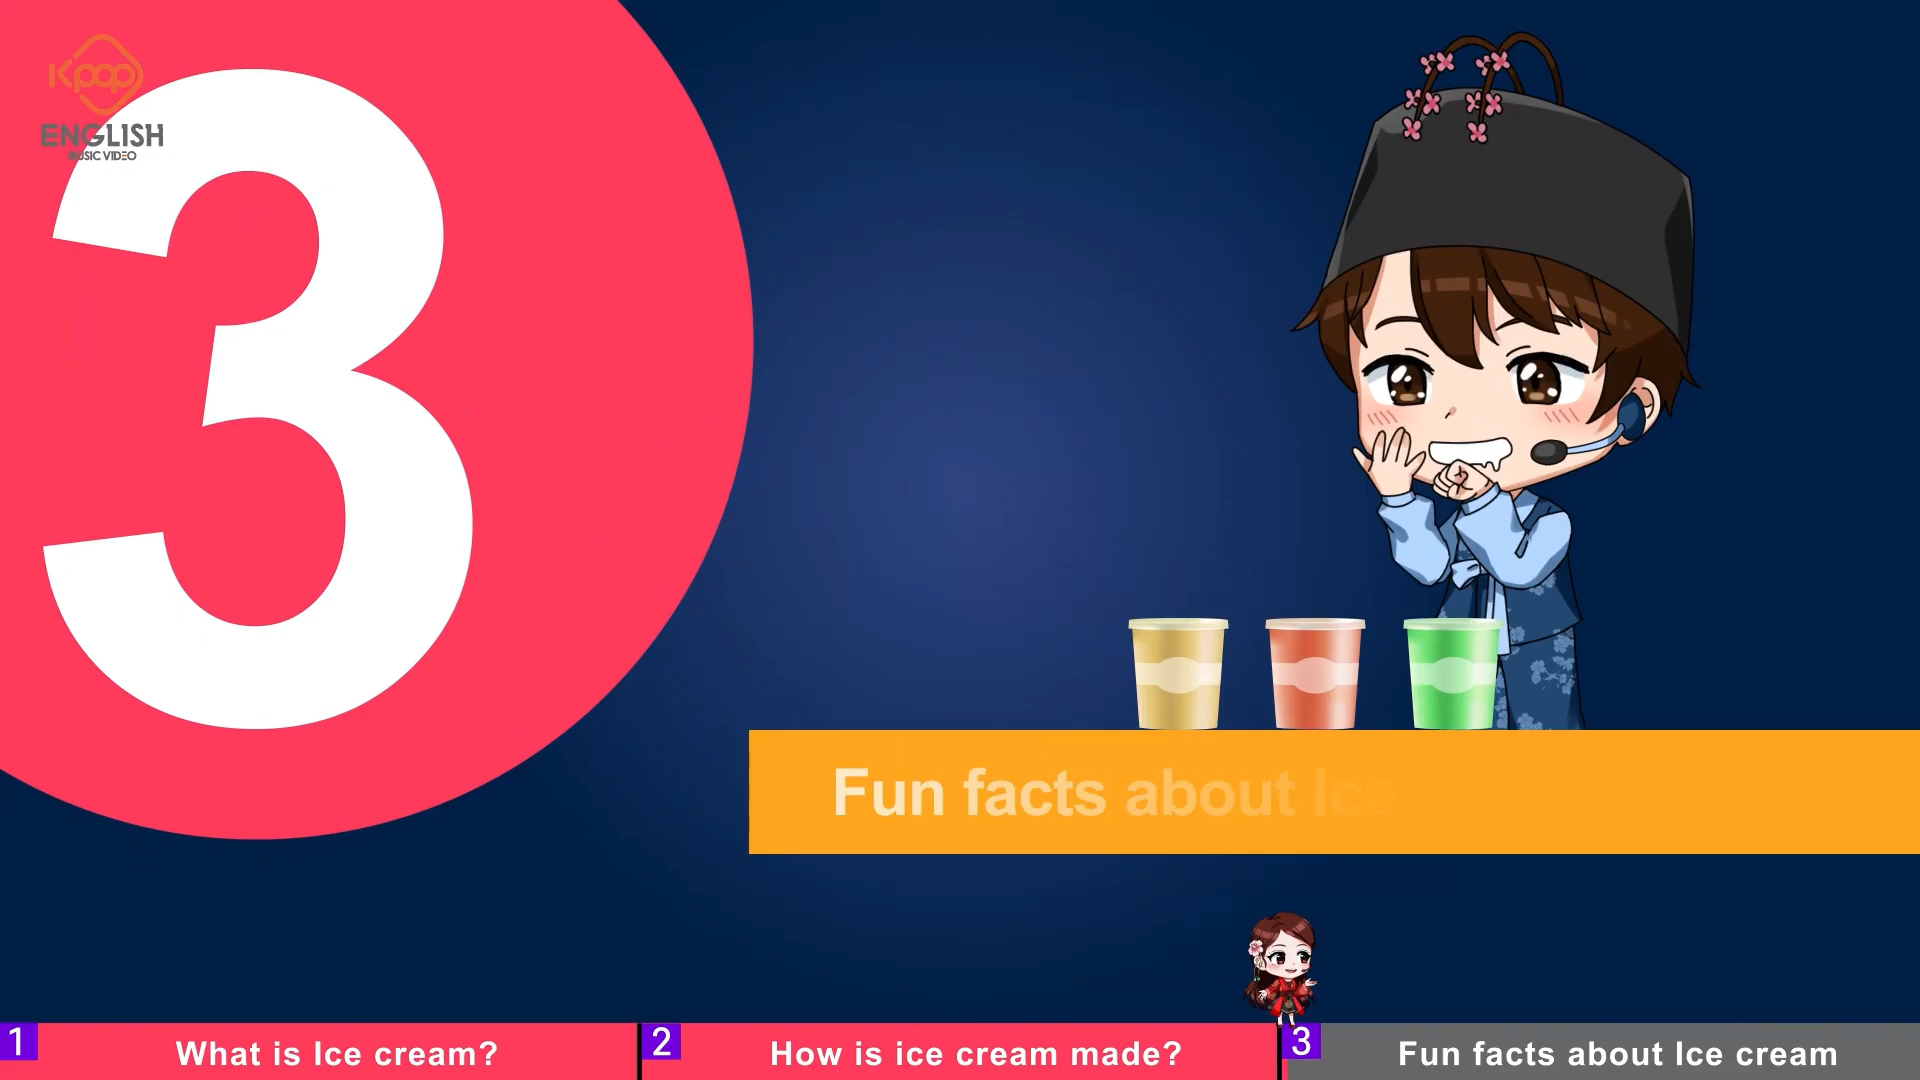 Kpop
ENGLISH
MUSIC VIDEO
3
Fun facts about Ice
1 What is Ice cream?
2 How is ice cream made?
3 Fun facts about Ice cream